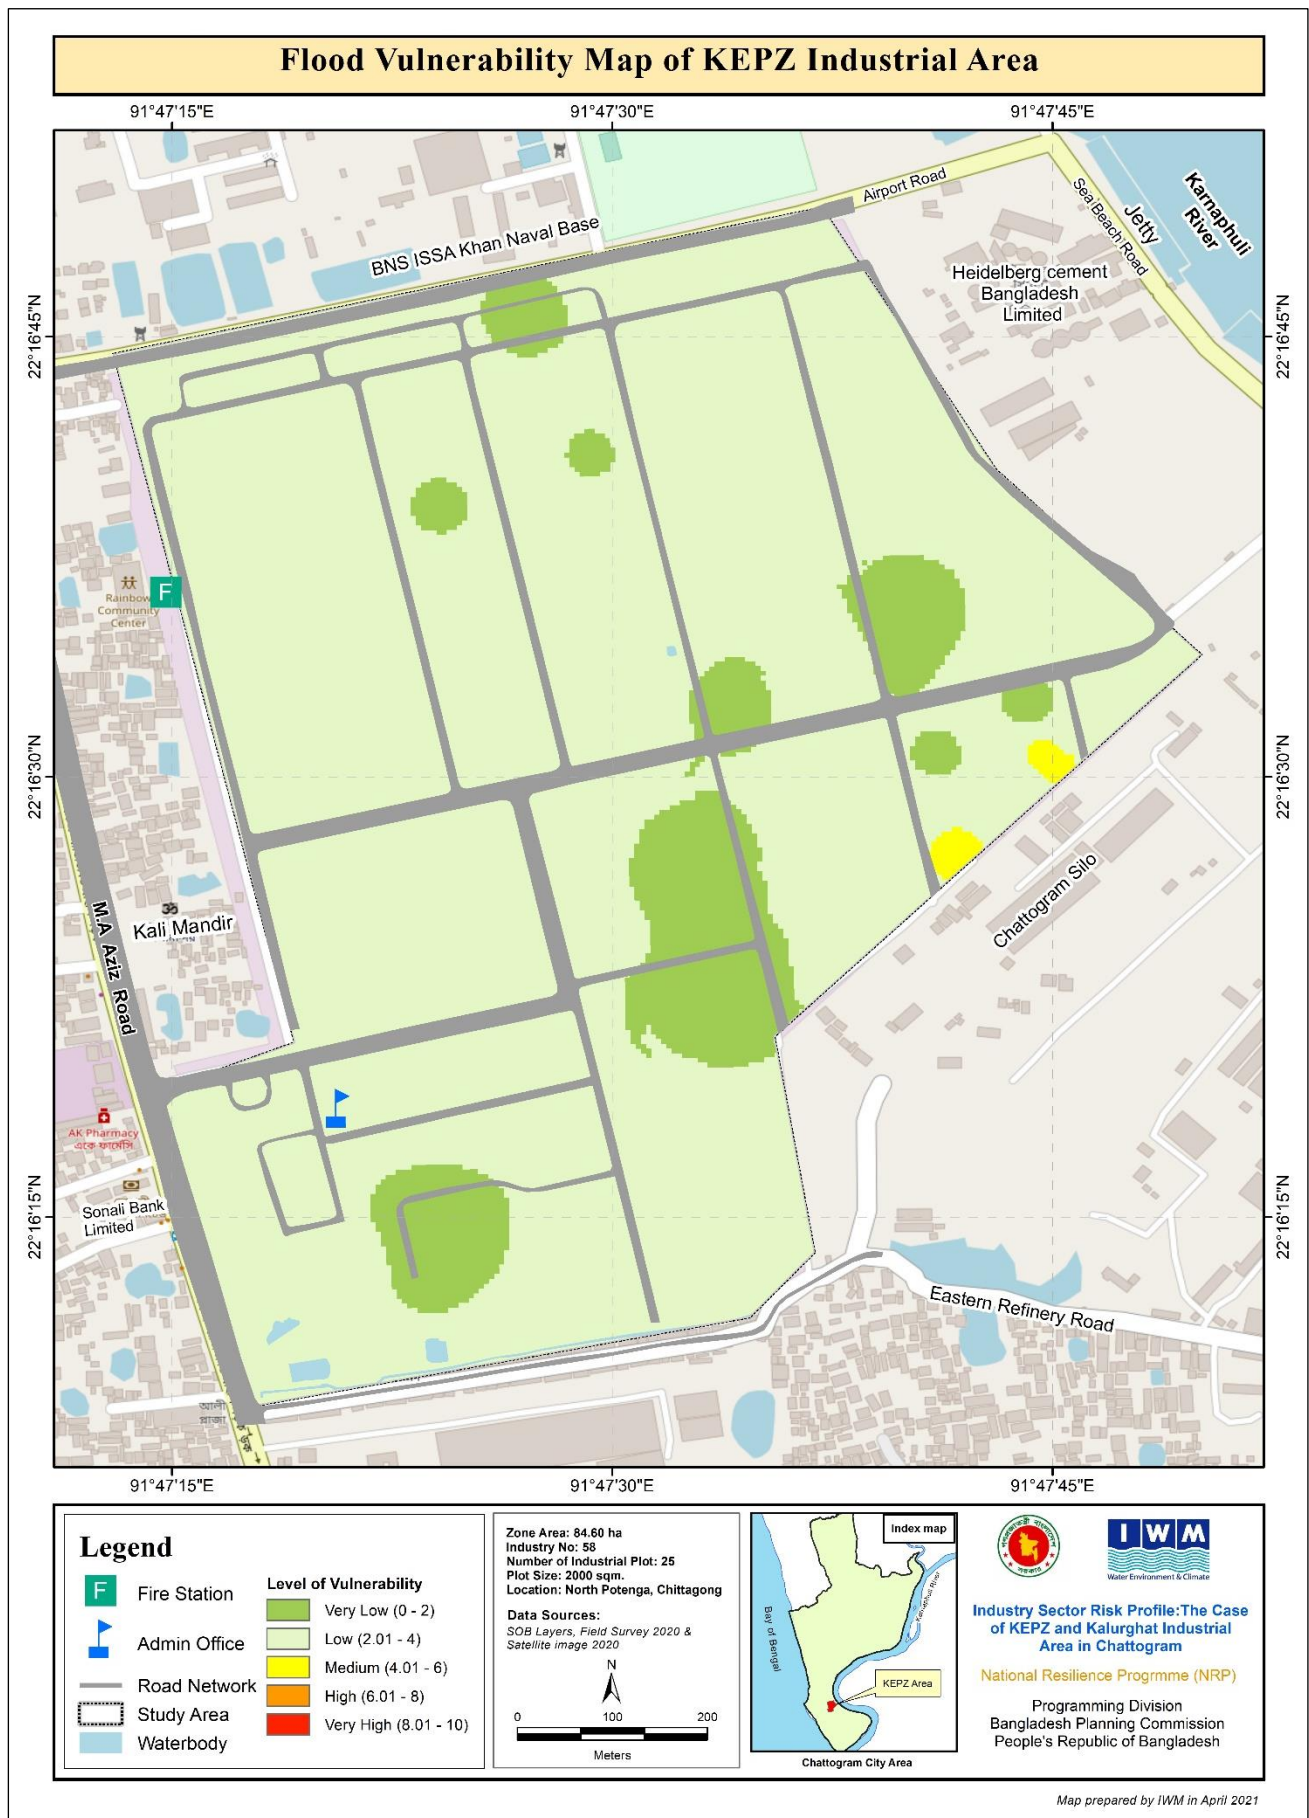 Flood Vulnerability Map of KEPZ Industrial Area
91°47'15"E
91°47'30"E
91°47'45"E
Airport Road
Sea Beach Road
Jetty
Karnaphuli
River
BNS ISSA Khan Naval Base
Heidelberg cement
Bangladesh
Limited
22°16'45"N
22°16'45"N
F
Rainbow
Community
Center
22°16'30"N
22°16'30"N
Chattogram Silo
Kali Mandir
M.A Aziz Road
AK Pharmacy
একে ফার্মেসি
Sonali Bank
Limited
22°16'15"N
22°16'15"N
Eastern Refinery Road
আলী
প্লাজা
91°47'15"E
91°47'30"E
91°47'45"E
Legend
F
Fire Station
Admin Office
Road Network
Study Area
Waterbody
Level of Vulnerability
Very Low (0 - 2)
Low (2.01 - 4)
Medium (4.01 - 6)
High (6.01 - 8)
Very High (8.01 - 10)
Zone Area: 84.60 ha
Industry No: 58
Number of Industrial Plot: 25
Plot Size: 2000 sqm.
Location: North Potenga, Chittagong
Data Sources:
SOB Layers, Field Survey 2020 &
Satellite image 2020
N
0 100 200
Meters
Index map
Karnaphuli River
Bay of Bengal
KEPZ Area
Chattogram City Area
IWM
Water Environment & Climate
Industry Sector Risk Profile:The Case
of KEPZ and Kalurghat Industrial
Area in Chattogram
National Resilience Progrmme (NRP)
Programming Division
Bangladesh Planning Commission
People's Republic of Bangladesh
Map prepared by IWM in April 2021